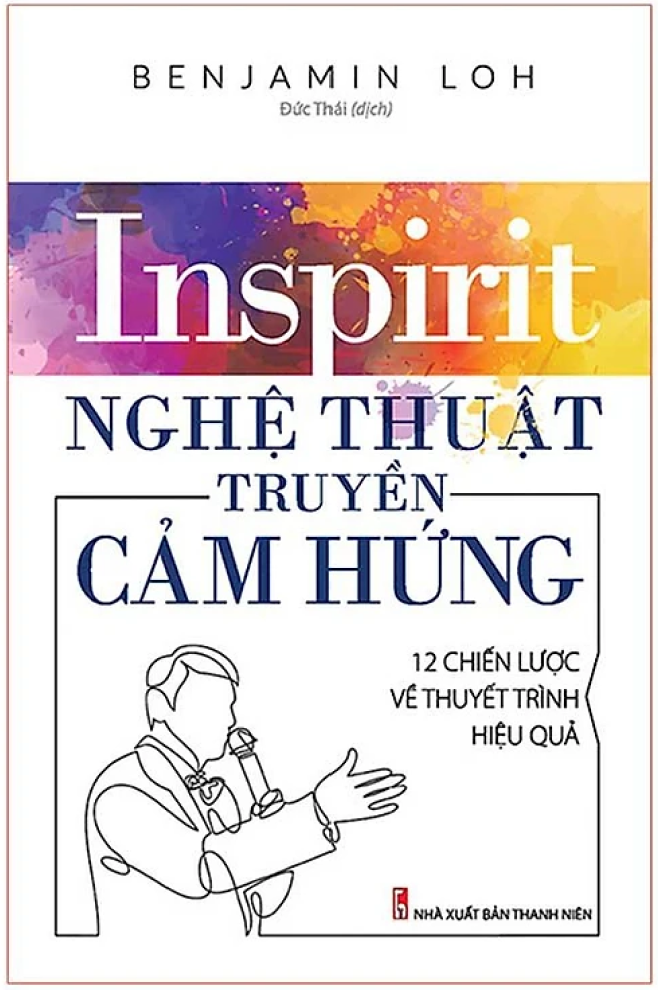 BENJAMIN LOH
Đức Thái (dịch)
Inspirit
NGHỆ THUẬT
TRUYỀN
CẢM HỨNG
12 CHIẾN LƯỢC
VỀ THUYẾT TRÌNH
HIỆU QUẢ
NHÀ XUẤT BẢN THANH NIÊN